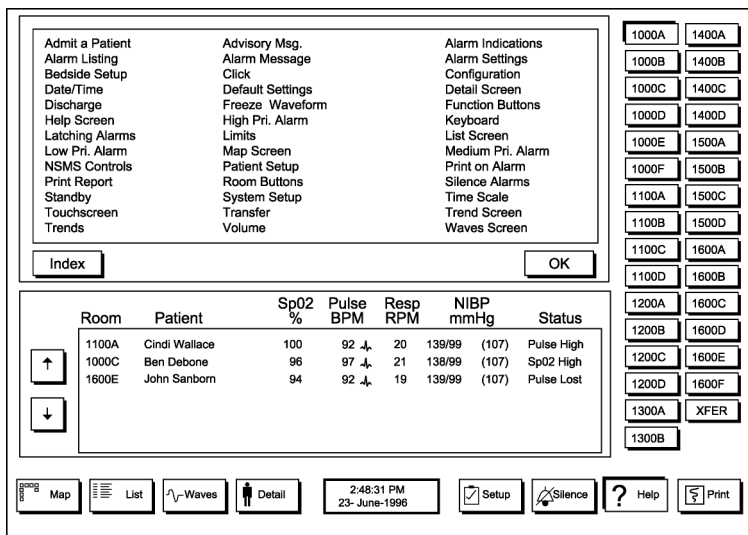 Admit a Patient Advisory Msg. Alarm Indications
Alarm Listing Alarm Message Alarm Settings
Bedside Setup Click Configuration
Date/Time Default Settings Detail Screen
Discharge Freeze Waveform Function Buttons
Help Screen High Pri. Alarm Keyboard
Latching Alarms Limits List Screen
Low Pri. Alarm Map Screen Medium Pri. Alarm
NSMS Controls Patient Setup Print on Alarm
Print Report Room Buttons Silence Alarms
Standby System Setup Time Scale
Touchscreen Transfer Trend Screen
Trends Volume Waves Screen
Index OK
Sp02 Pulse Resp NIBP
Room Patient % BPM RPM mmHg Status
1100A Cindi Wallace 100 92 20 139/99 (107) Pulse High
1000C Ben Debone 96 97 21 138/99 (107) Sp02 High
1600E John Sanborn 94 92 19 139/99 (107) Pulse Lost
1000A 1400A
1000B 1400B
1000C 1400C
1000D 1400D
1000E 1500A
1000F 1500B
1100A 1500C
1100B 1500D
1100C 1600A
1100D 1600B
1200A 1600C
1200B 1600D
1200C 1600E
1200D 1600F
1300A XFER
1300B
Map List Waves Detail 2:48:31 PM Setup Silence ? Help Print
23- June-1996